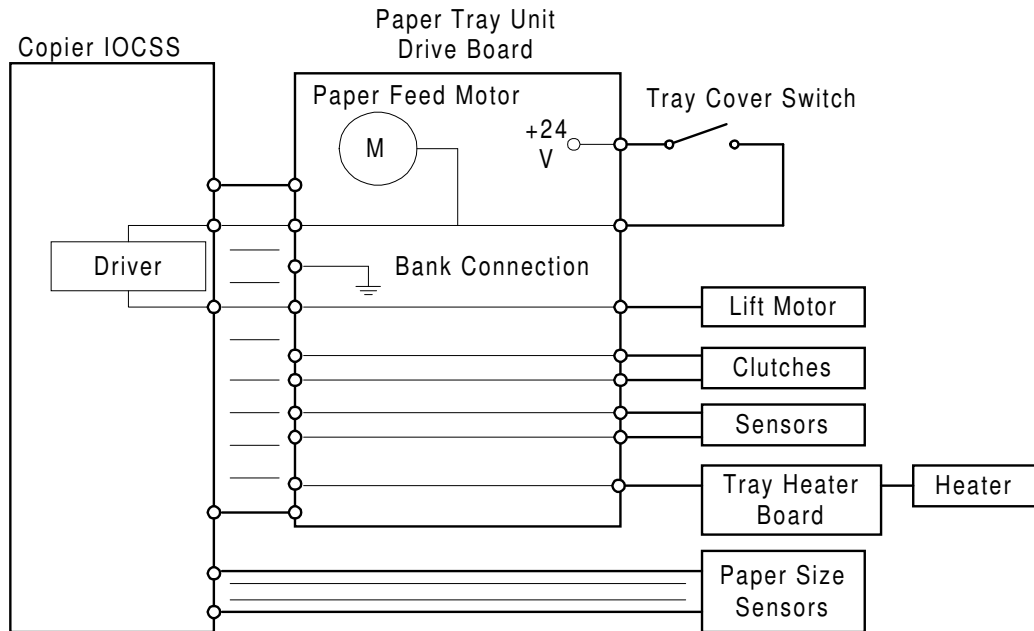 Paper Tray Unit
Drive Board
Copier IOCSS
Paper Feed Motor
Tray Cover Switch
M
+24
V
Driver
Bank Connection
Lift Motor
Clutches
Sensors
Tray Heater
Board
Heater
Paper Size
Sensors